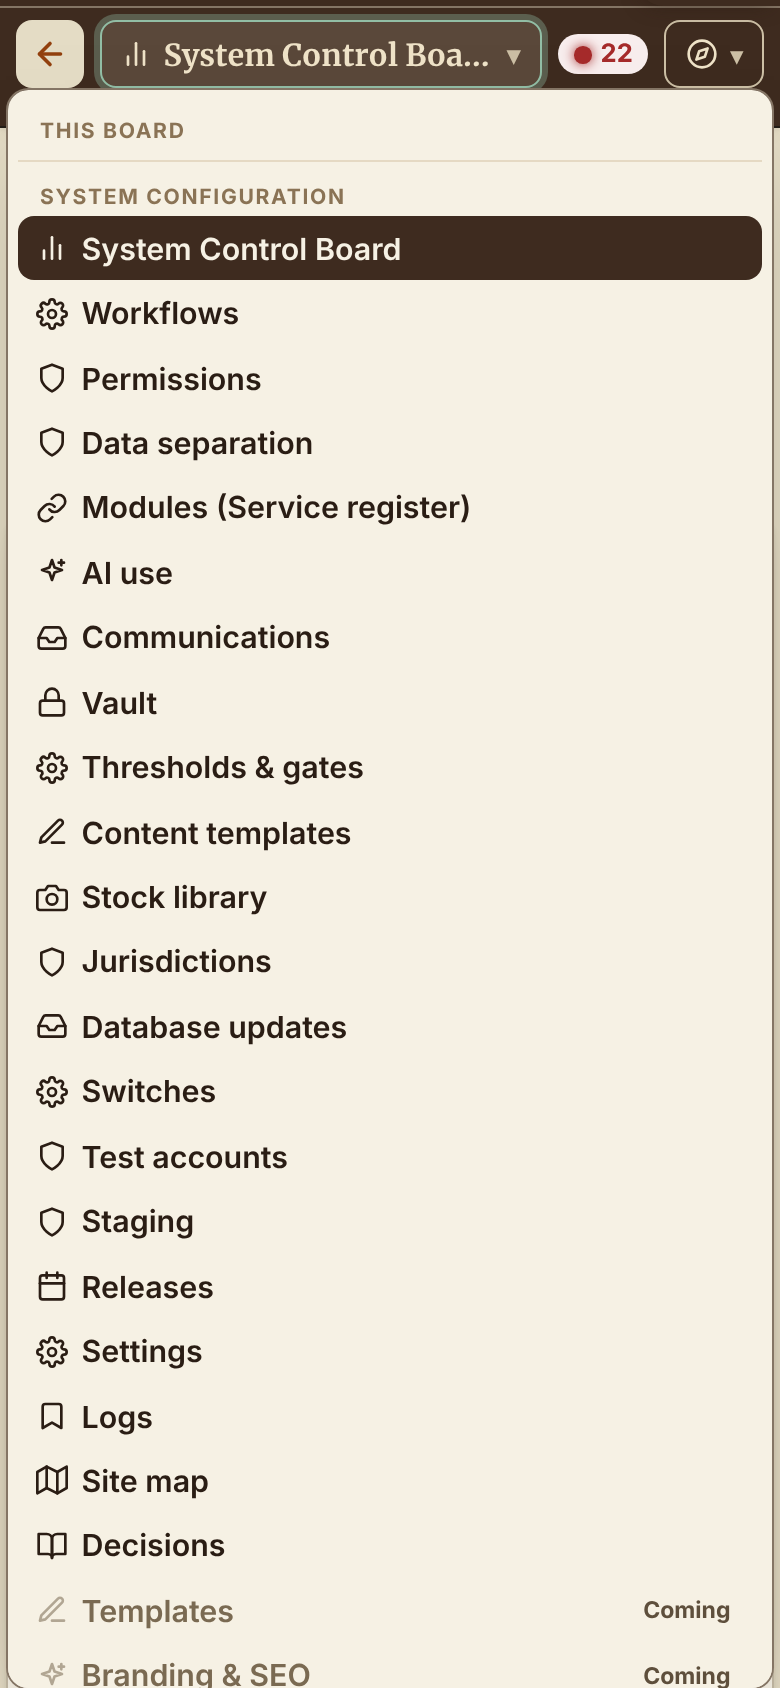 System Control Boa...
22
THIS BOARD
SYSTEM CONFIGURATION
System Control Board
Workflows
Permissions
Data separation
Modules (Service register)
AI use
Communications
Vault
Thresholds & gates
Content templates
Stock library
Jurisdictions
Database updates
Switches
Test accounts
Staging
Releases
Settings
Logs
Site map
Decisions
Templates Coming
Branding & SEO Coming